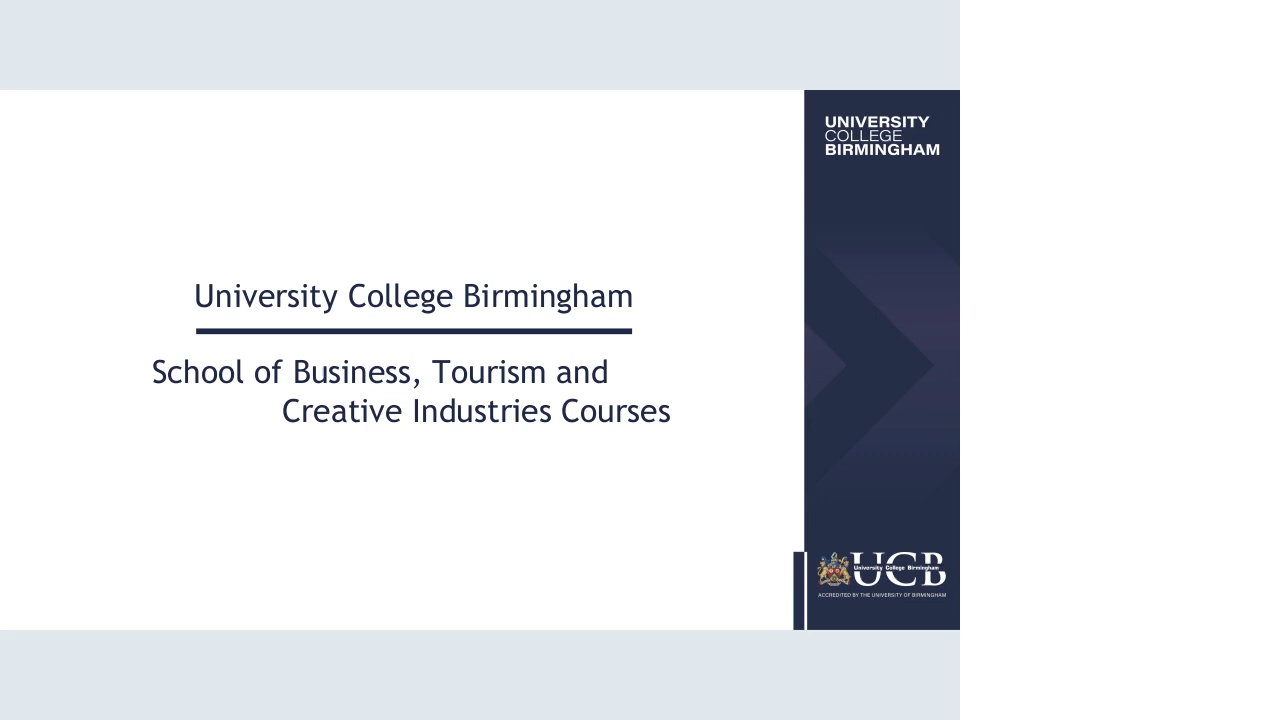 UNIVERSITY
COLLEGE
BIRMINGHAM
University College Birmingham
School of Business, Tourism and
Creative Industries Courses
UCB
University College Birmingham
ACCREDITED BY THE UNIVERSITY OF BIRMINGHAM